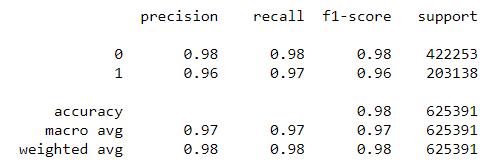 precision recall f1-score support
0 0.98 0.98 0.98 422253
1 0.96 0.97 0.96 203138
accuracy 0.98 625391
macro avg 0.97 0.97 0.97 625391
weighted avg 0.98 0.98 0.98 625391